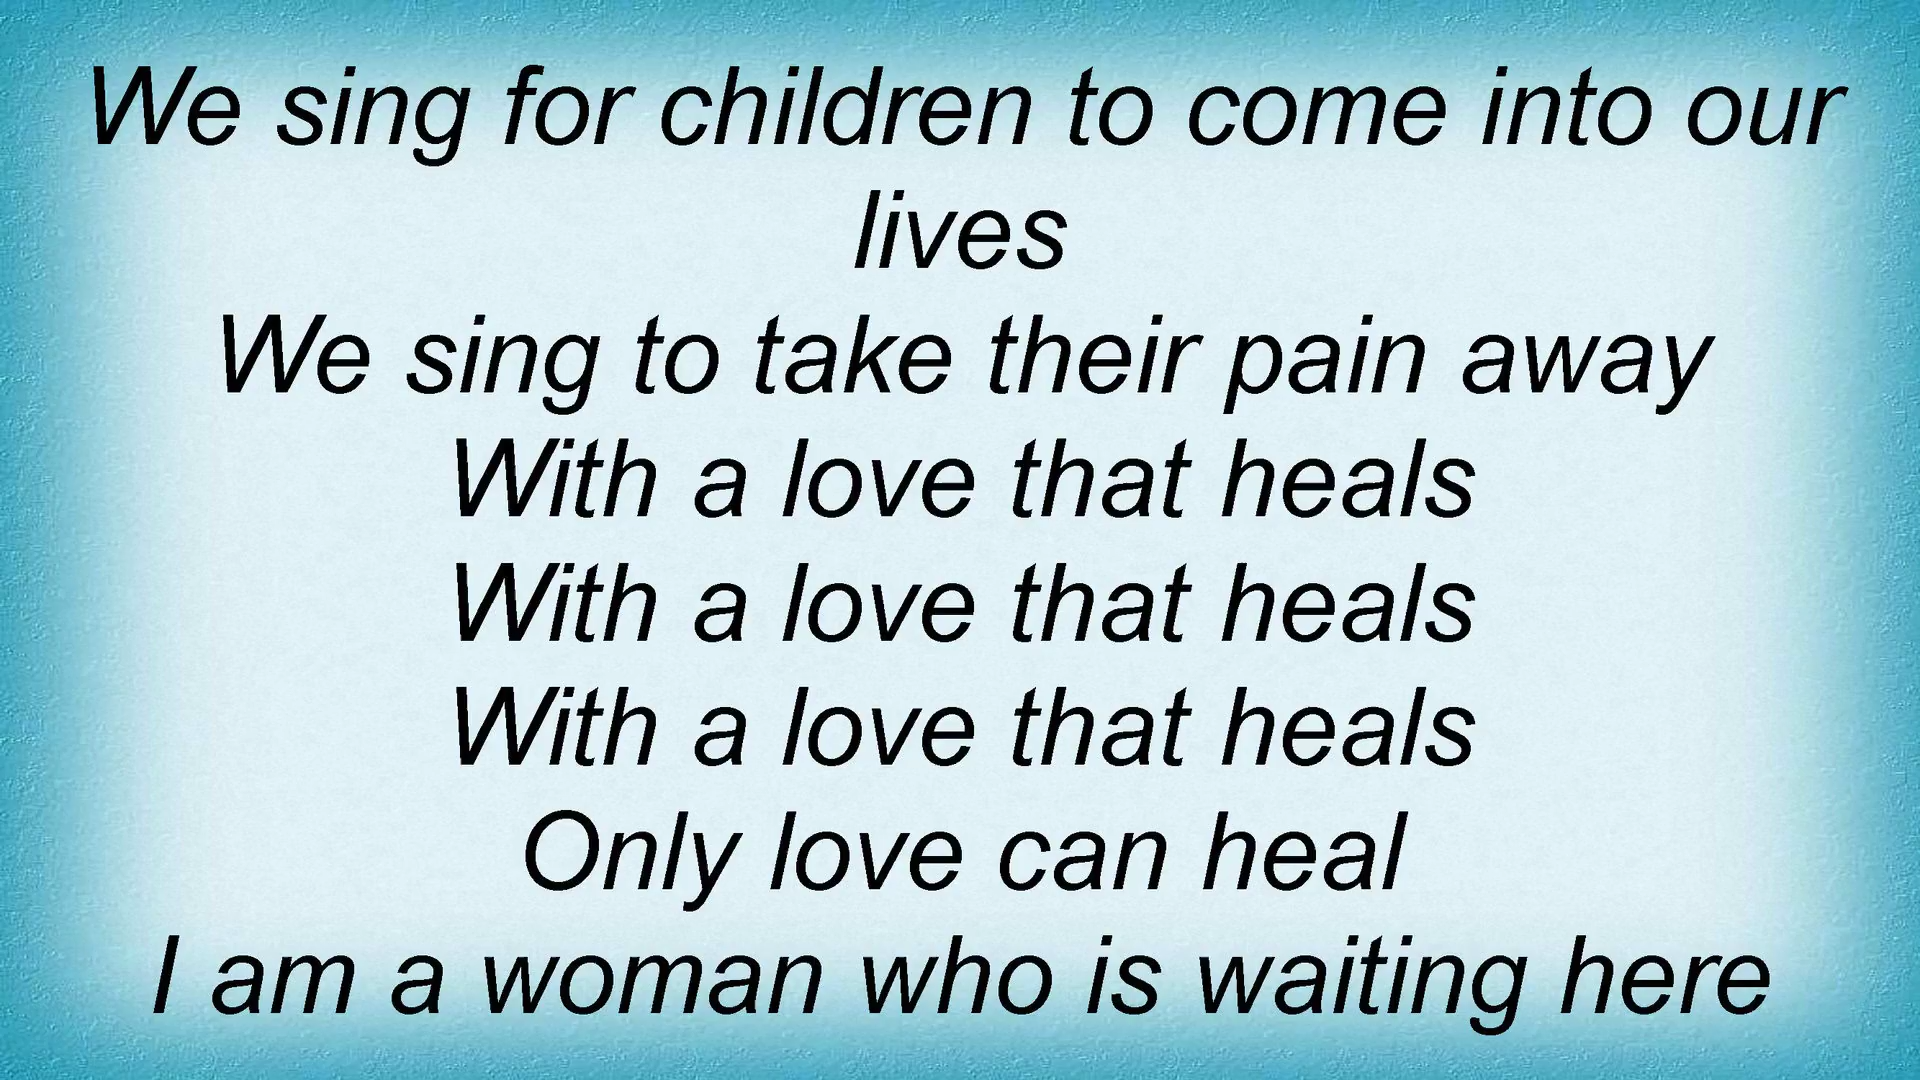 We sing for children to come into our
lives
We sing to take their pain away
With a love that heals
With a love that heals
With a love that heals
Only love can heal
I am a woman who is waiting here